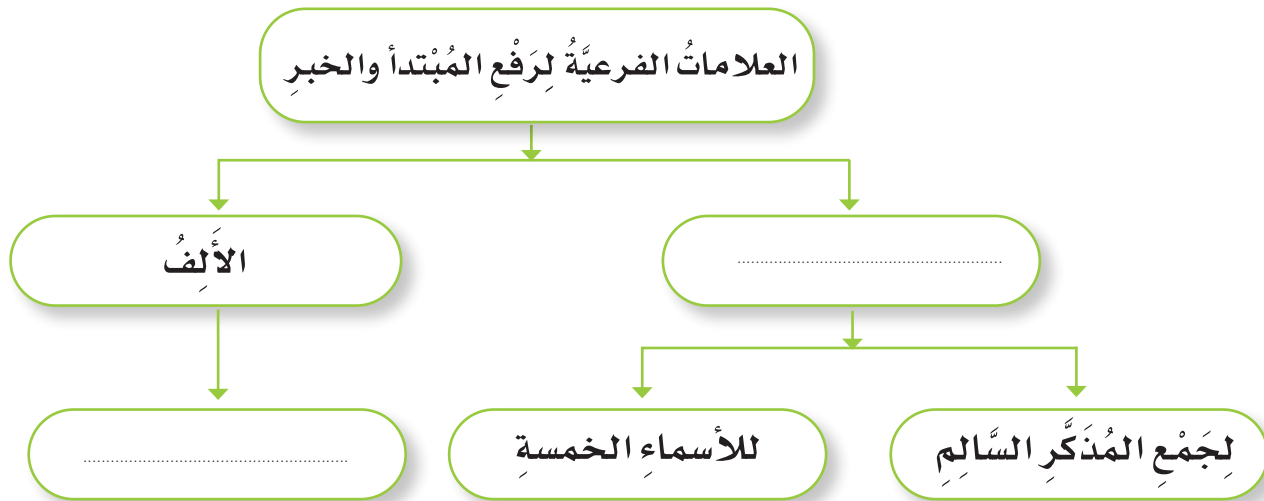 العلاماتُ الفرعيَّةُ لِرَفْعِ المُبْتدأ والخبرِ
................................................
الأَلِفُ
لِجَمْعِ المُذَكَّرِ السَّالِمِ
للأسماءِ الخمسةِ
................................................